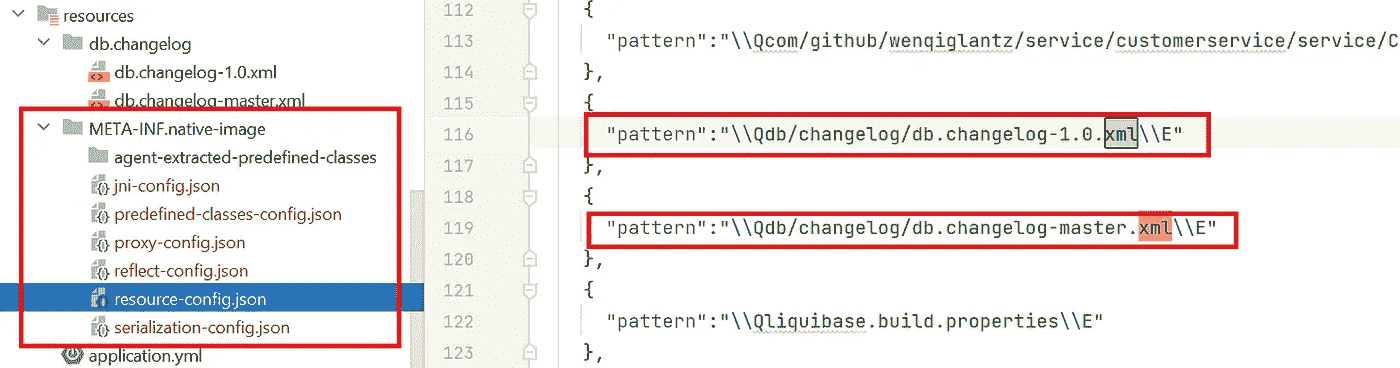 resources
db.changelog
db.changelog-1.0.xml
db.changelog-master.xml
META-INF.native-image
agent-extracted-predefined-classes
jni-config.json
predefined-classes-config.json
proxy-config.json
reflect-config.json
resource-config.json
serialization-config.json
application.yml
112 {
113 "pattern":"\\Qcom/github/wenqiglantz/service/customerservice/service/C
114 },
115 {
116 "pattern":"\\Qdb/changelog/db.changelog-1.0.xml\\E"
117 },
118 {
119 "pattern":"\\Qdb/changelog/db.changelog-master.xml\\E"
120 },
121 {
122 "pattern":"\\Qliquibase.build.properties\\E"
123 },